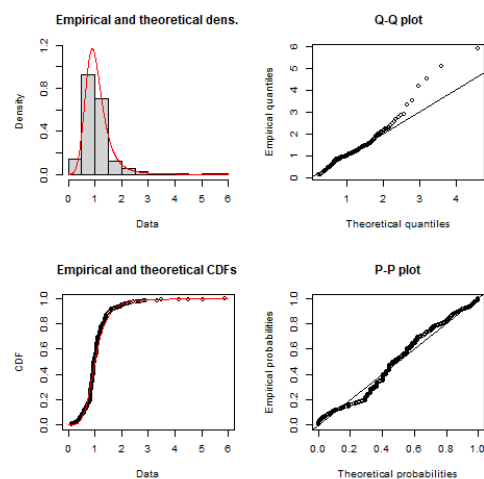 Empirical and theoretical dens.
Density
0.0 0.4 0.8 1.2
0 1 2 3 4 5 6
Data
Q-Q plot
Empirical quantiles
0 1 2 3 4 5 6
1 2 3 4
Theoretical quantiles
Empirical and theoretical CDFs
CDF
0.0 0.2 0.4 0.6 0.8 1.0
0 1 2 3 4 5 6
Data
P-P plot
Empirical probabilities
0.0 0.2 0.4 0.6 0.8 1.0
0.0 0.2 0.4 0.6 0.8 1.0
Theoretical probabilities